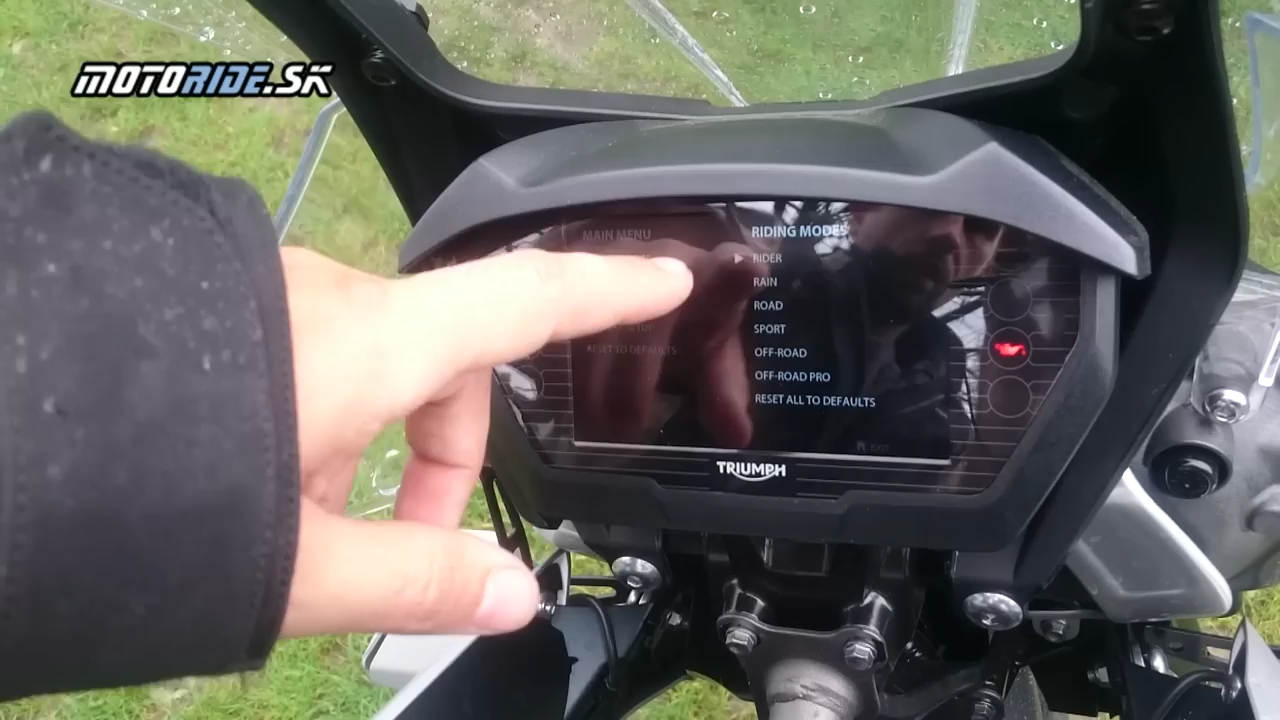 MOTORIDE.SK
MAIN MENU
RIDING MODES
RIDER
RAIN
ROAD
SPORT
RESET TO DEFAULTS
OFF-ROAD
OFF-ROAD PRO
RESET ALL TO DEFAULTS
EXIT
TRIUMPH